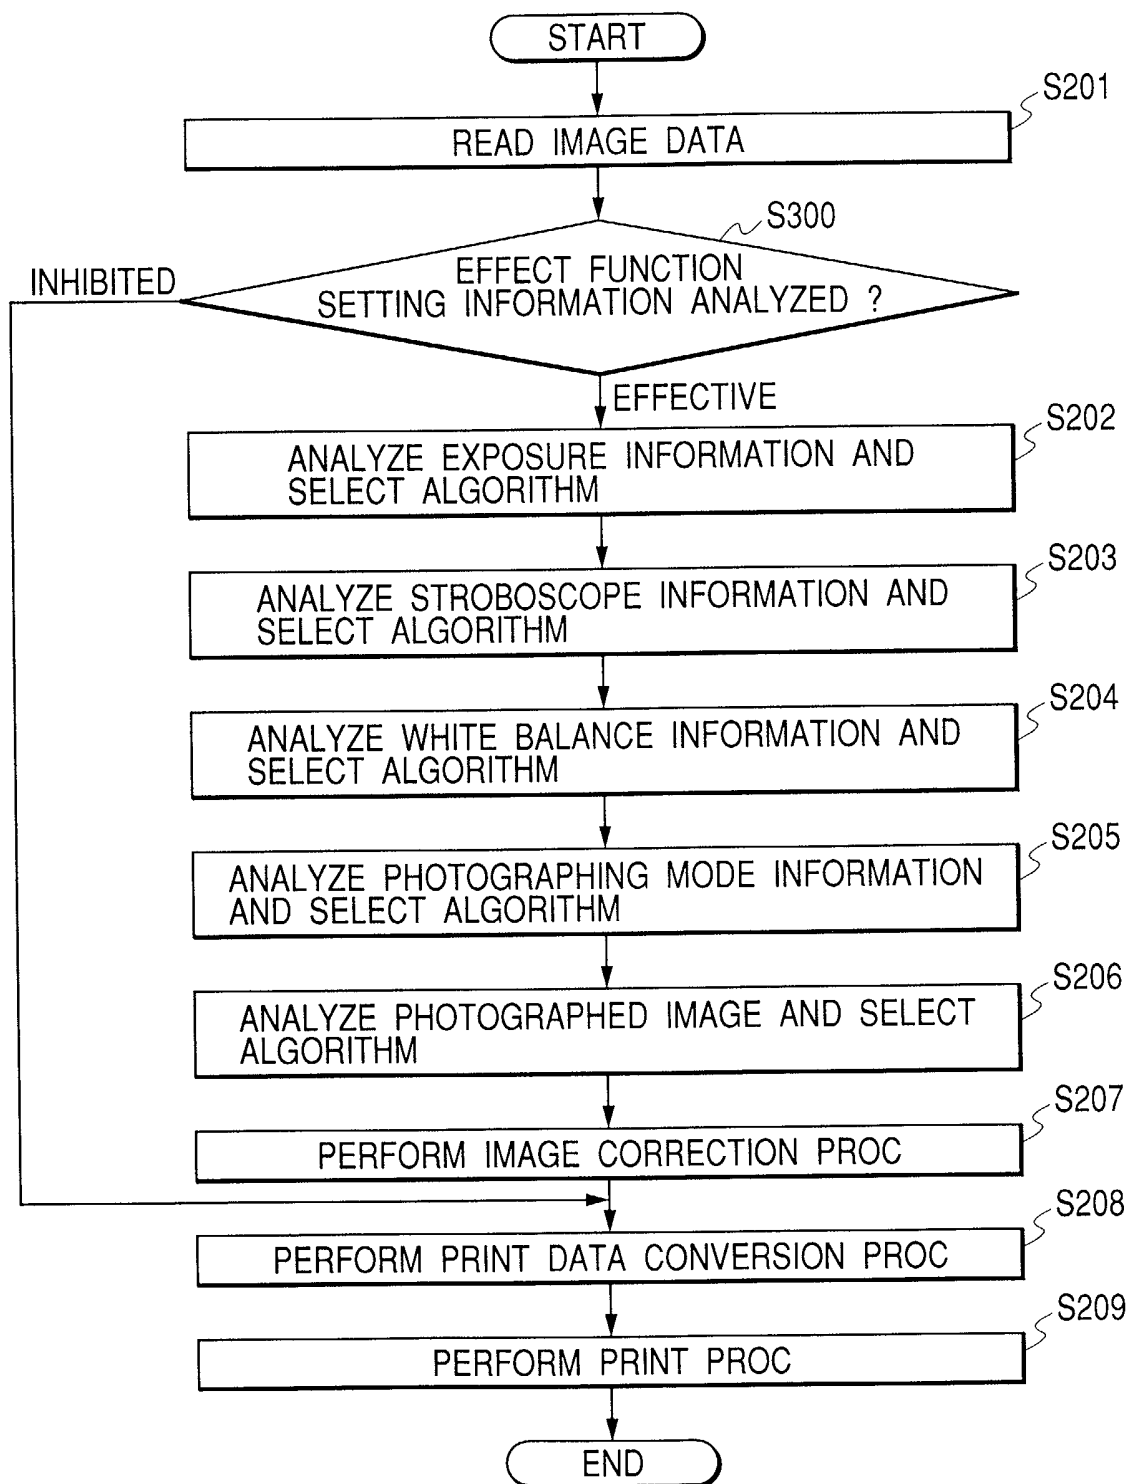 START
S201
READ IMAGE DATA
S300
INHIBITED
EFFECT FUNCTION
SETTING INFORMATION ANALYZED ?
EFFECTIVE
S202
ANALYZE EXPOSURE INFORMATION AND
SELECT ALGORITHM
S203
ANALYZE STROBOSCOPE INFORMATION AND
SELECT ALGORITHM
S204
ANALYZE WHITE BALANCE INFORMATION AND
SELECT ALGORITHM
S205
ANALYZE PHOTOGRAPHING MODE INFORMATION
AND SELECT ALGORITHM
S206
ANALYZE PHOTOGRAPHED IMAGE AND SELECT
ALGORITHM
S207
PERFORM IMAGE CORRECTION PROC
S208
PERFORM PRINT DATA CONVERSION PROC
S209
PERFORM PRINT PROC
END